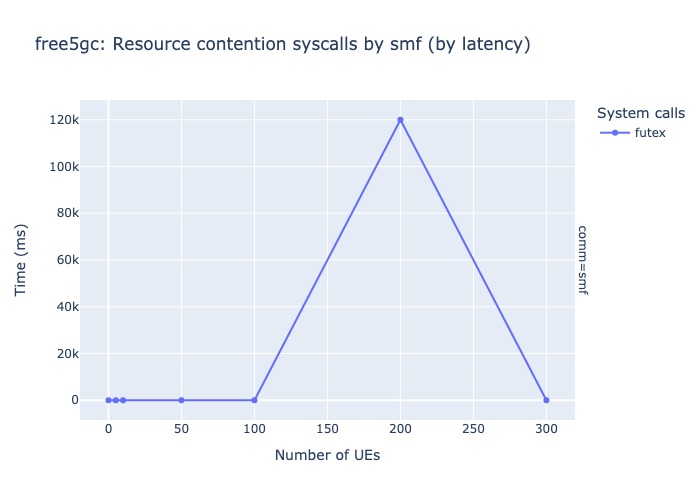 free5gc: Resource contention syscalls by smf (by latency)
System calls
futex
120k
100k
80k
60k
40k
20k
0
Time (ms)
comm=smf
0 50 100 150 200 250 300
Number of UEs